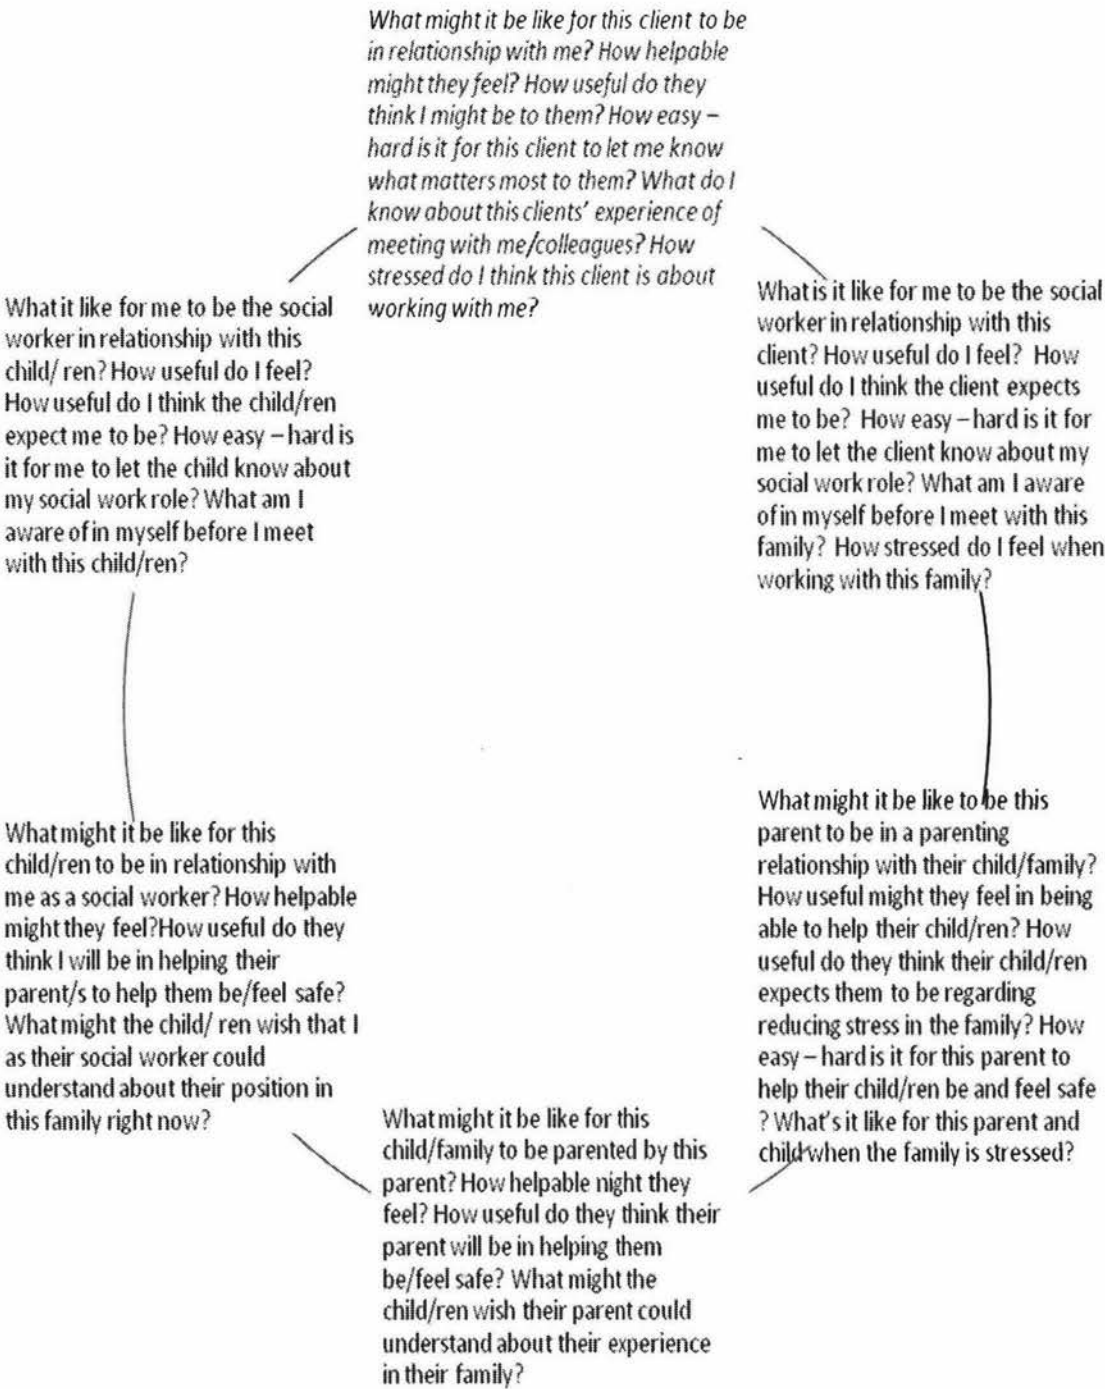 What might it be like for this client to be
in relationship with me? How helpable
might they feel? How useful do they
think I might be to them? How easy –
hard is it for this client to let me know
what matters most to them? What do I
know about this clients' experience of
meeting with me/colleagues? How
stressed do I think this client is about
working with me?
What is it like for me to be the social
worker in relationship with this
client? How useful do I feel? How
useful do I think the client expects
me to be? How easy – hard is it for
me to let the client know about my
social work role? What am I aware
of in myself before I meet with this
family? How stressed do I feel when
working with this family?
What might it be like to be this
parent to be in a parenting
relationship with their child/family?
How useful might they feel in being
able to help their child/ren? How
useful do they think their child/ren
expects them to be regarding
reducing stress in the family? How
easy – hard is it for this parent to
help their child/ren be and feel safe
? What's it like for this parent and
child when the family is stressed?
What might it be like for this
child/family to be parented by this
parent? How helpable night they
feel? How useful do they think their
parent will be in helping them
be/feel safe? What might the
child/ren wish their parent could
understand about their experience
in their family?
What might it be like for this
child/ren to be in relationship with
me as a social worker? How helpable
might they feel?How useful do they
think I will be in helping their
parent/s to help them be/feel safe?
What might the child/ ren wish that I
as their social worker could
understand about their position in
this family right now?
What it like for me to be the social
worker in relationship with this
child/ ren? How useful do I feel?
How useful do I think the child/ren
expect me to be? How easy – hard is
it for me to let the child know about
my social work role? What am I
aware of in myself before I meet
with this child/ren?